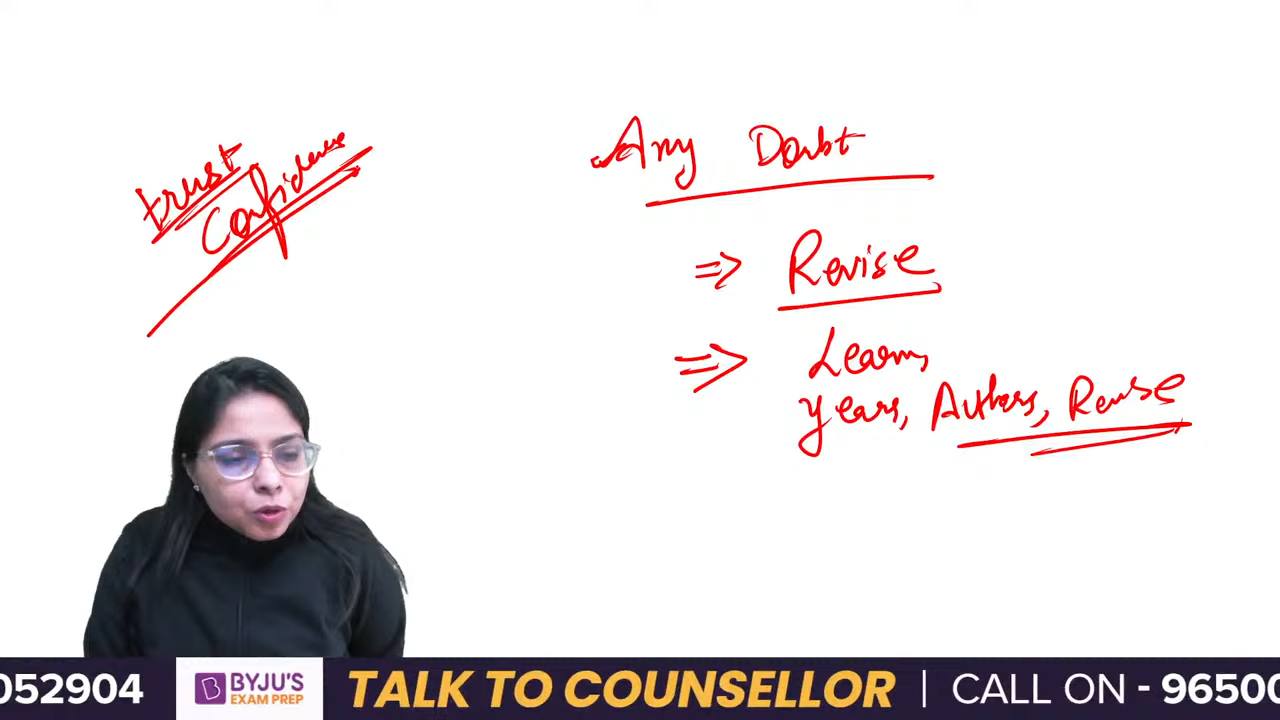 trust
Confidence
Any Doubt
=> Revise
=> Learn,
years, Authors, Revise
052904
BYJU'S
EXAM PREP
TALK TO COUNSELLOR
CALL ON - 96500